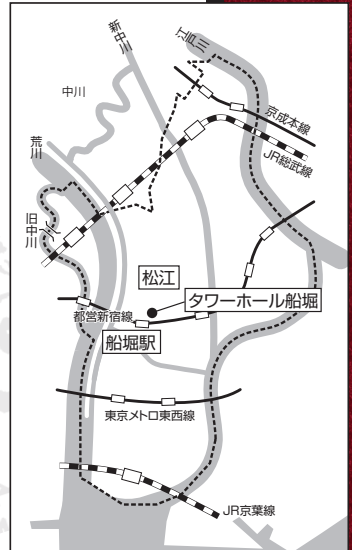 新中川
江戸川
中川
京成本線
荒川
JR総武線
旧中川
松江
タワーホール船堀
都営新宿線
船堀駅
東京メトロ東西線
JR京葉線